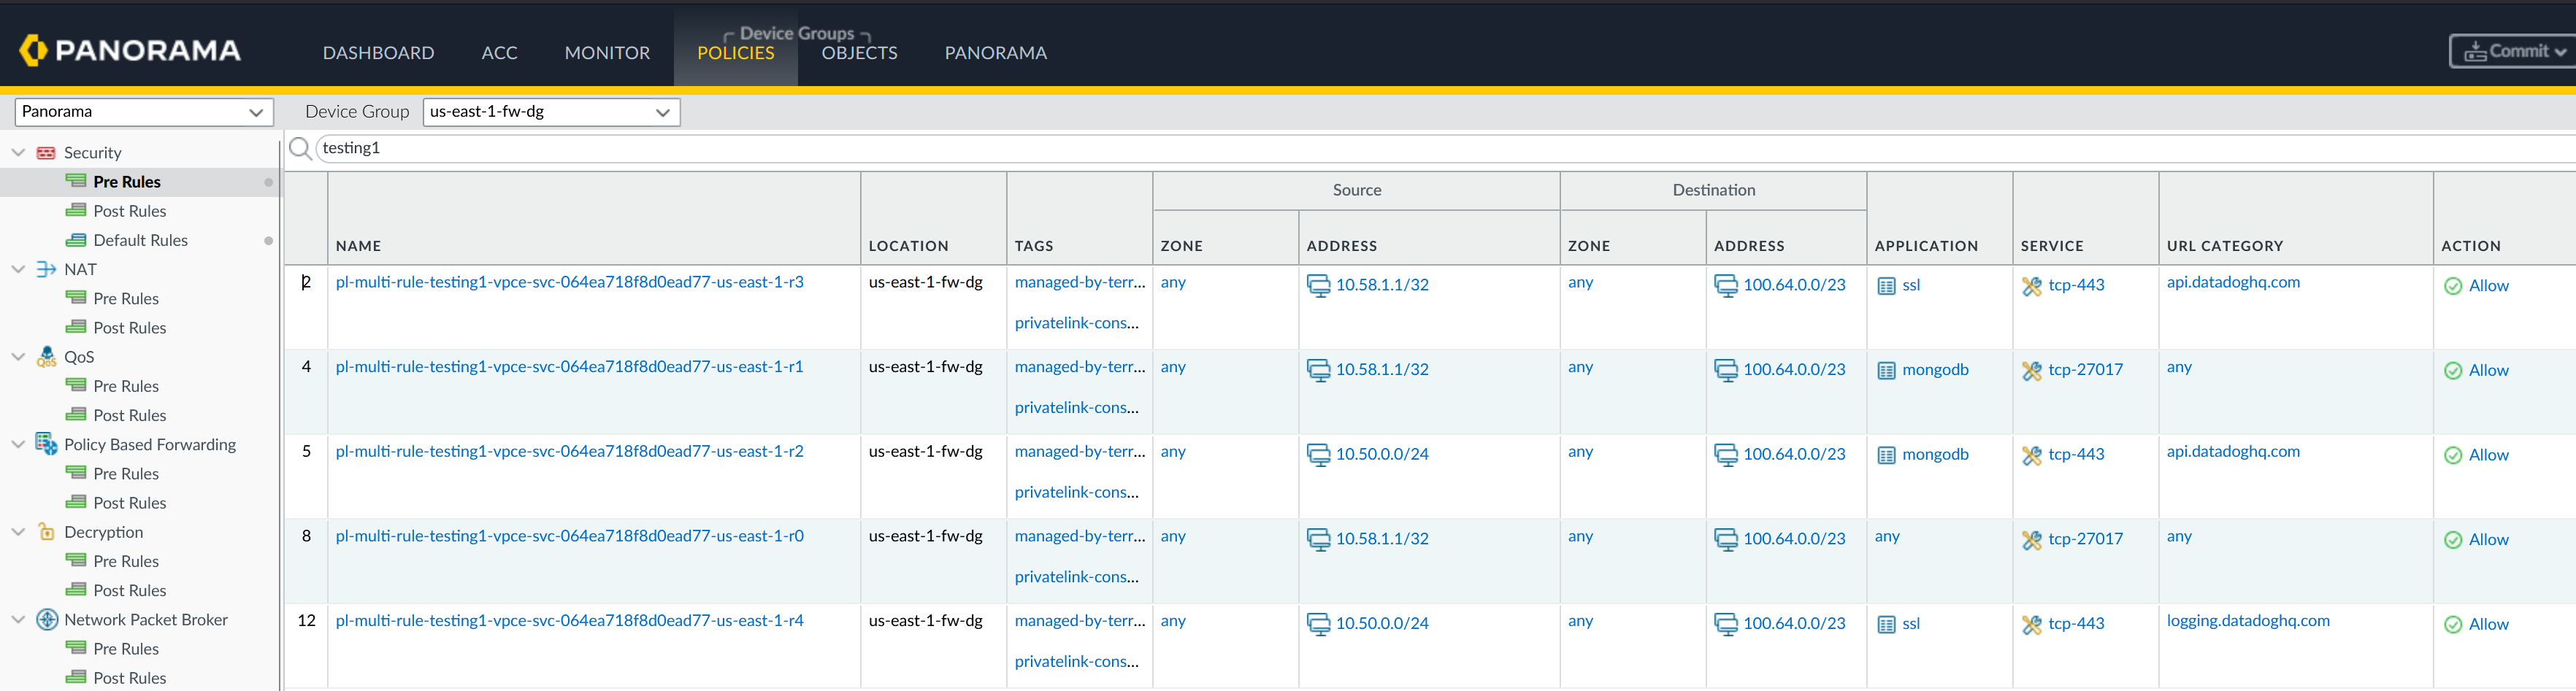 PANORAMA
DASHBOARD ACC MONITOR POLICIES Device Groups OBJECTS PANORAMA Commit
Panorama Device Group us-east-1-fw-dg
testing1
Security
Pre Rules
Post Rules
Default Rules
NAT
Pre Rules
Post Rules
QoS
Pre Rules
Post Rules
Policy Based Forwarding
Pre Rules
Post Rules
Decryption
Pre Rules
Post Rules
Network Packet Broker
Pre Rules
Post Rules
Source Destination
NAME LOCATION TAGS ZONE ADDRESS ZONE ADDRESS APPLICATION SERVICE URL CATEGORY ACTION
2 pl-multi-rule-testing1-vpce-svc-064ea718f8d0ead77-us-east-1-r3 us-east-1-fw-dg managed-by-terr... any 10.58.1.1/32 any 100.64.0.0/23 ssl tcp-443 api.datadoghq.com Allow
privatelink-cons...
4 pl-multi-rule-testing1-vpce-svc-064ea718f8d0ead77-us-east-1-r1 us-east-1-fw-dg managed-by-terr... any 10.58.1.1/32 any 100.64.0.0/23 mongodb tcp-27017 any Allow
privatelink-cons...
5 pl-multi-rule-testing1-vpce-svc-064ea718f8d0ead77-us-east-1-r2 us-east-1-fw-dg managed-by-terr... any 10.50.0.0/24 any 100.64.0.0/23 mongodb tcp-443 api.datadoghq.com Allow
privatelink-cons...
8 pl-multi-rule-testing1-vpce-svc-064ea718f8d0ead77-us-east-1-r0 us-east-1-fw-dg managed-by-terr... any 10.58.1.1/32 any 100.64.0.0/23 any tcp-27017 any Allow
privatelink-cons...
12 pl-multi-rule-testing1-vpce-svc-064ea718f8d0ead77-us-east-1-r4 us-east-1-fw-dg managed-by-terr... any 10.50.0.0/24 any 100.64.0.0/23 ssl tcp-443 logging.datadoghq.com Allow
privatelink-cons...